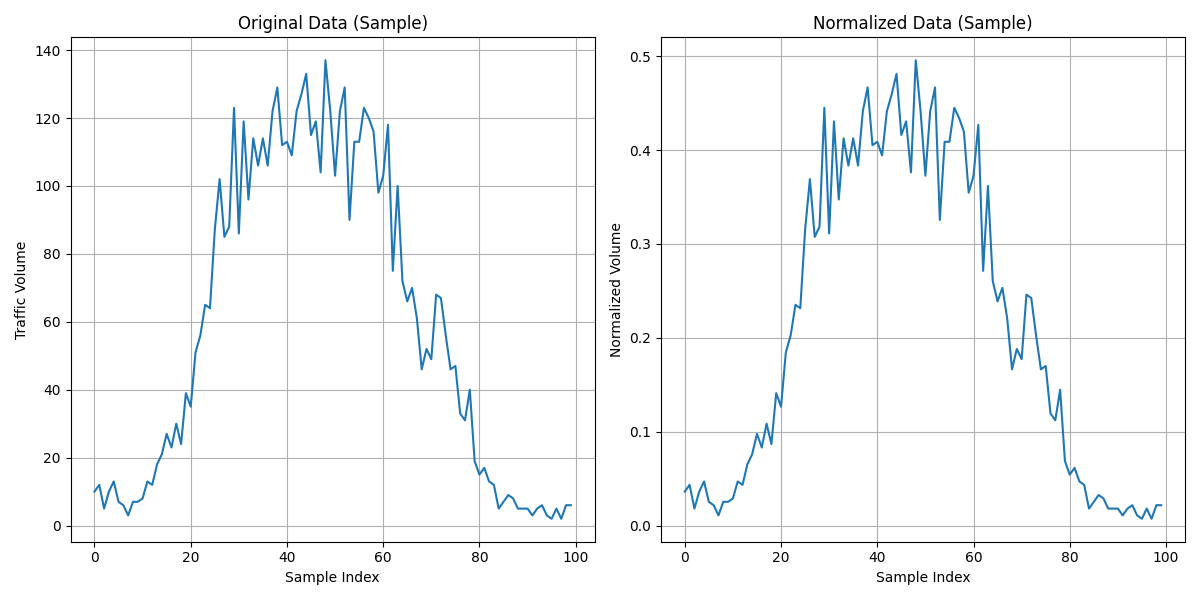 Original Data (Sample)
Traffic Volume
140
120
100
80
60
40
20
0
0 20 40 60 80 100
Sample Index
Normalized Data (Sample)
Normalized Volume
0.5
0.4
0.3
0.2
0.1
0.0
0 20 40 60 80 100
Sample Index